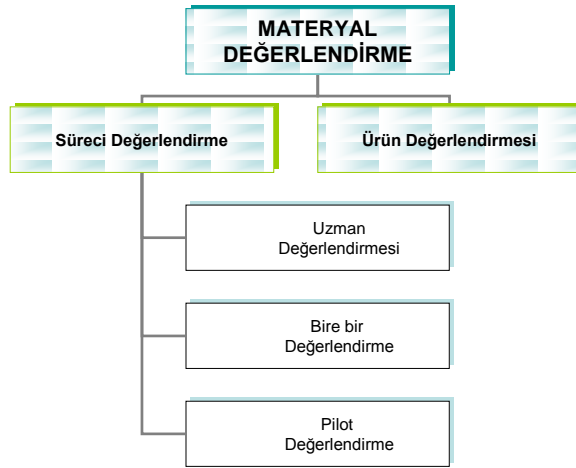 MATERYAL
DEĞERLENDİRME
Süreci Değerlendirme
Ürün Değerlendirmesi
Uzman
Değerlendirmesi
Bire bir
Değerlendirme
Pilot
Değerlendirme